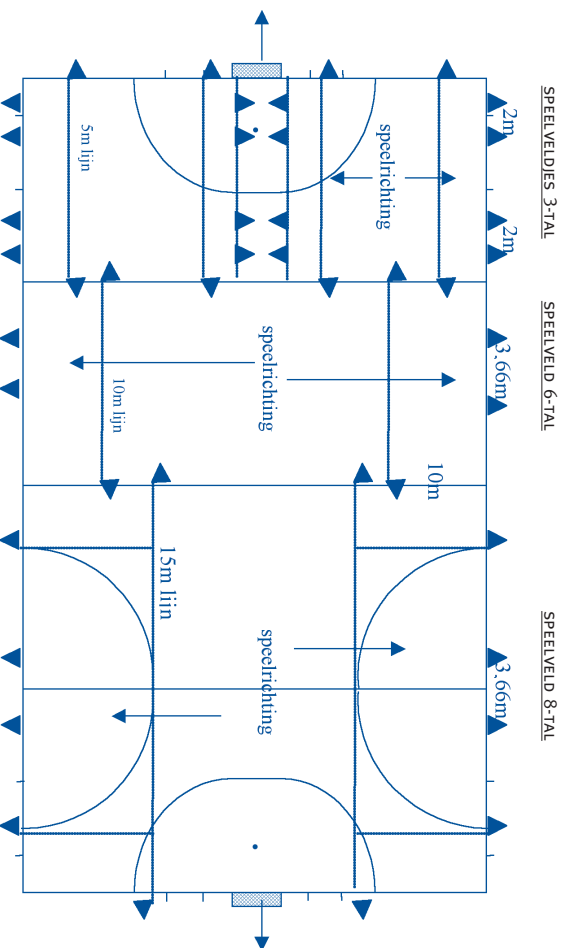 SPEELVELDJES 3-TAL
SPEELVELD 6-TAL
SPEELVELD 8-TAL
2m
2m
3.66m
3.66m
speelrichting
10m
5m lijn
speelrichting
10m lijn
15m lijn
speelrichting